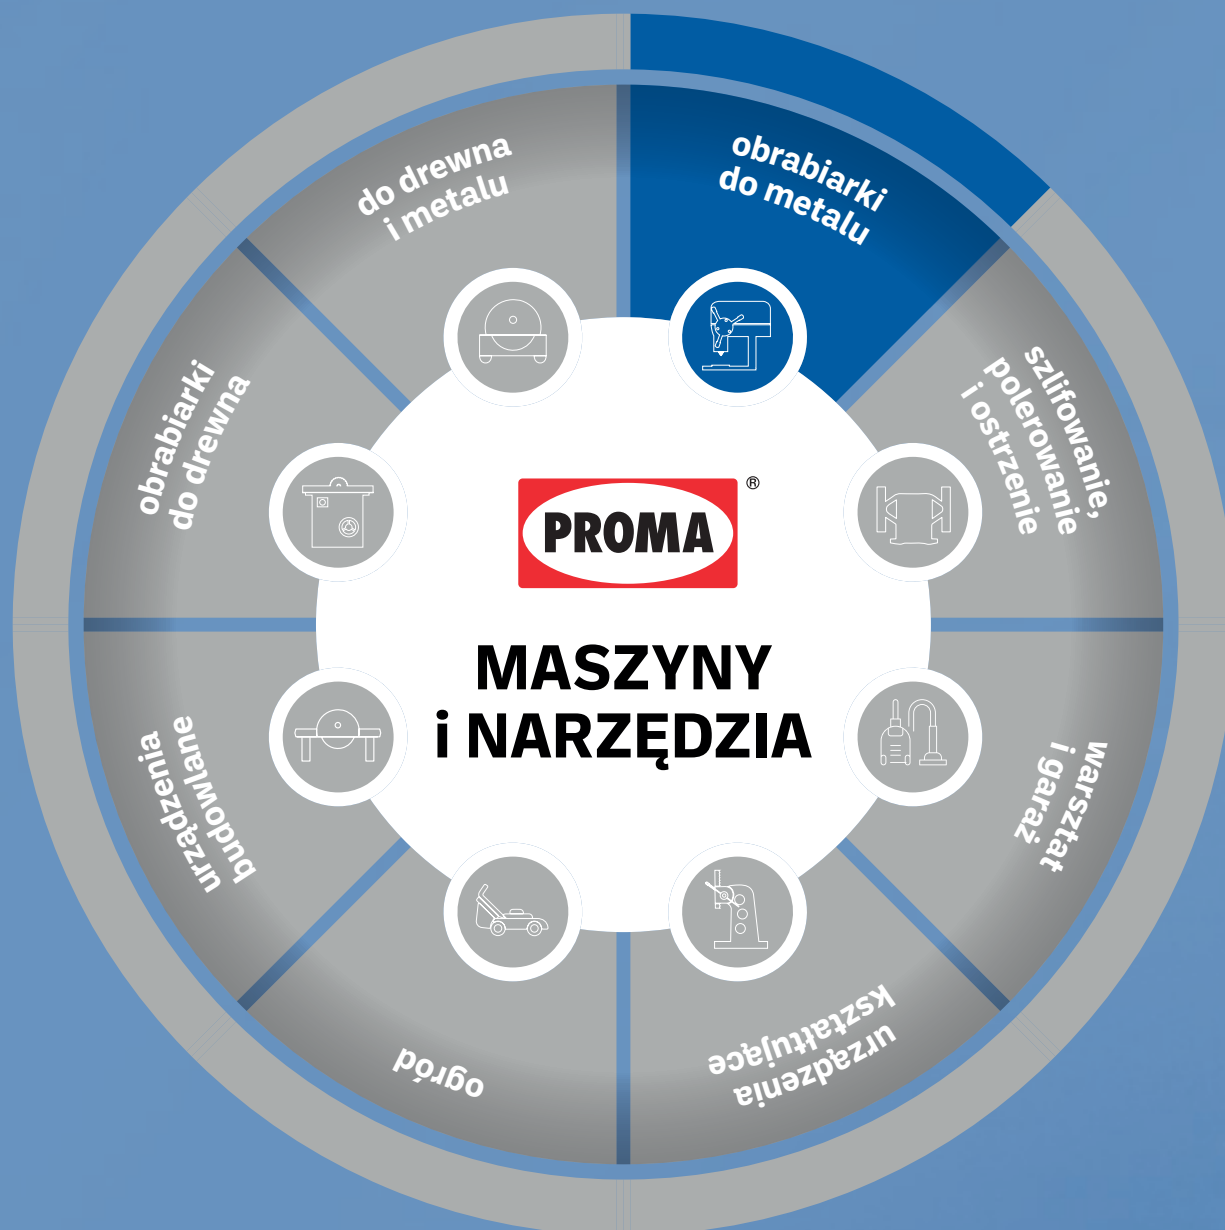 obrabiarki
do metalu
szlifowanie,
polerowanie
i ostrzenie
warsztat
i garaż
urządzenia
kształtujące
ogród
urządzenia
budowlane
obrabiarki
do drewna
do drewna
i metalu
PROMA ®
MASZYNY
i NARZĘDZIA